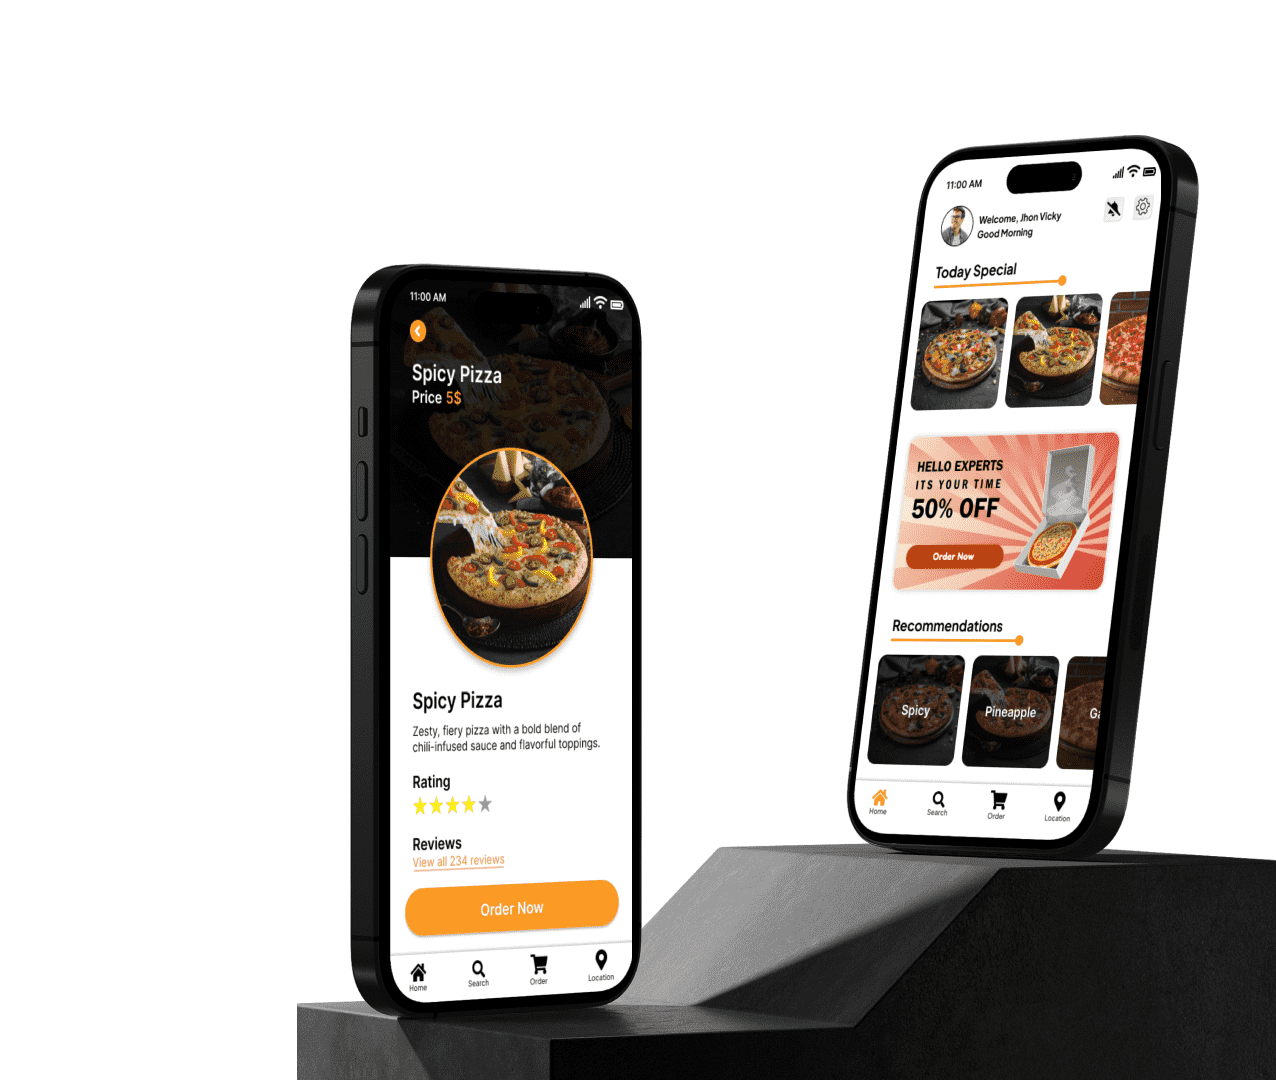 11:00 AM
Spicy Pizza
Price 5$
Spicy Pizza
Zesty, fiery pizza with a bold blend of
chili-infused sauce and flavorful toppings.
Rating
Reviews
View all 234 reviews
Order Now
Home
Search
Order
Location
11:00 AM
Welcome, Jhon Vicky
Good Morning
Today Special
HELLO EXPERTS
ITS YOUR TIME
50% OFF
Order Now
Recommendations
Spicy
Pineapple
Ga
Home
Search
Order
Location